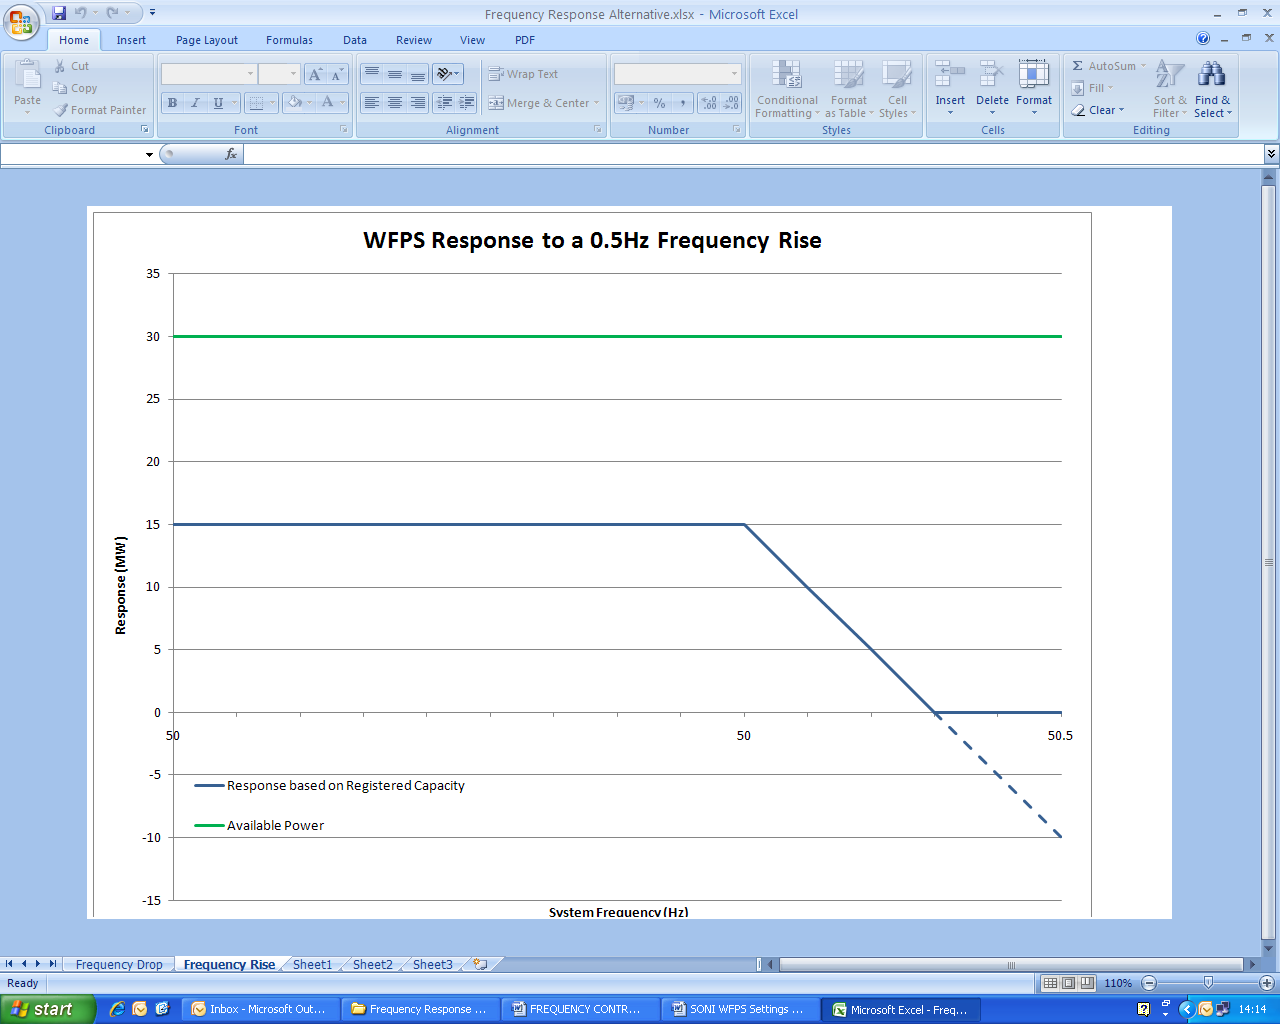 Frequency Response Alternative.xlsx - Microsoft Excel
Home Insert Page Layout Formulas Data Review View PDF
Paste Cut Copy Format Painter Clipboard
B I U Font
Wrap Text Merge & Center Alignment
% , Number
Conditional Formatting Format as Table Cell Styles Styles
Insert Delete Format Cells
Σ AutoSum Fill Clear Sort & Filter Find & Select Editing
fx
WFPS Response to a 0.5Hz Frequency Rise
35
30
25
20
15
10
5
0
-5
-10
-15
Response (MW)
50 50 50.5
Response based on Registered Capacity
Available Power
System Frequency (Hz)
Frequency Drop Frequency Rise Sheet1 Sheet2 Sheet3
Ready 110%
start Inbox - Microsoft Out... Frequency Response ... FREQUENCY CONTR... SONI WFPS Settings ... Microsoft Excel - Freq... 14:14